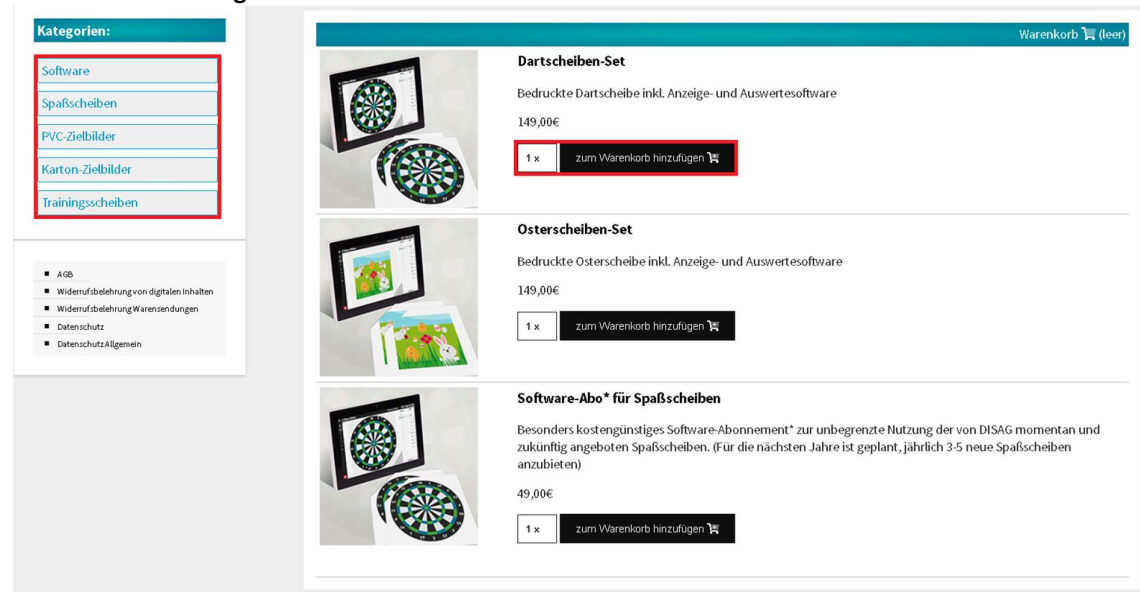 Kategorien:
Software
Spaßscheiben
PVC-Zielbilder
Karton-Zielbilder
Trainingsscheiben
AGB
Widerrufsbelehrung von digitalen Inhalten
Widerrufsbelehrung Warensendungen
Datenschutz
Datenschutz Allgemein
Warenkorb (leer)
Dartscheiben-Set
Bedruckte Dartscheibe inkl. Anzeige- und Auswertesoftware
149,00€
1 x zum Warenkorb hinzufügen
Osterscheiben-Set
Bedruckte Osterscheibe inkl. Anzeige- und Auswertesoftware
149,00€
1 x zum Warenkorb hinzufügen
Software-Abo* für Spaßscheiben
Besonders kostengünstiges Software-Abonnement* zur unbegrenzte Nutzung der von DISAG momentan und
zukünftig angeboten Spaßscheiben. (Für die nächsten Jahre ist geplant, jährlich 3-5 neue Spaßscheiben
anzubieten)
49,00€
1 x zum Warenkorb hinzufügen